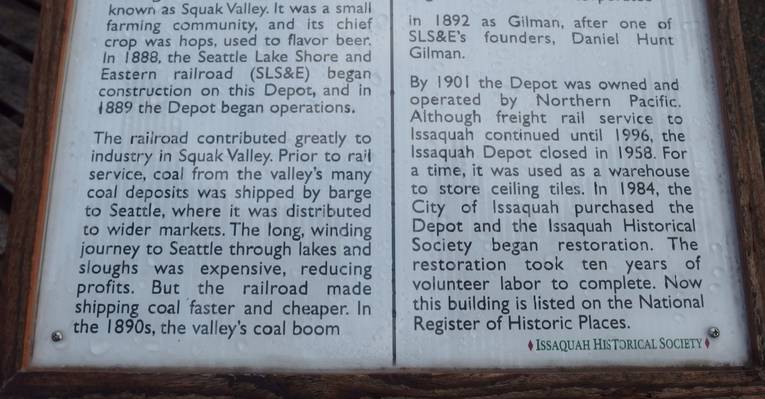 known as Squak Valley. It was a small
farming community, and its chief
crop was hops, used to flavor beer.
In 1888, the Seattle Lake Shore and
Eastern railroad (SLS&E) began
construction on this Depot, and in
1889 the Depot began operations.
The railroad contributed greatly to
industry in Squak Valley. Prior to rail
service, coal from the valley's many
coal deposits was shipped by barge
to Seattle, where it was distributed
to wider markets. The long, winding
journey to Seattle through lakes and
sloughs was expensive, reducing
profits. But the railroad made
shipping coal faster and cheaper. In
the 1890s, the valley's coal boom
in 1892 as Gilman, after one of
SLS&E's founders, Daniel Hunt
Gilman.
By 1901 the Depot was owned and
operated by Northern Pacific.
Although freight rail service to
Issaquah continued until 1996, the
Issaquah Depot closed in 1958. For
a time, it was used as a warehouse
to store ceiling tiles. In 1984, the
City of Issaquah purchased the
Depot and the Issaquah Historical
Society began restoration. The
restoration took ten years of
volunteer labor to complete. Now
this building is listed on the National
Register of Historic Places.
ISSAQUAH HISTORICAL SOCIETY